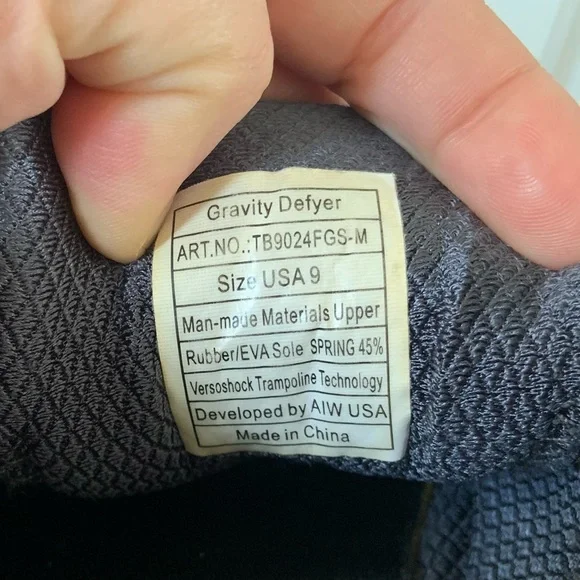 Gravity Defyer
ART.NO.:TB9024FGS-M
Size USA 9
Man-made Materials Upper
Rubber/EVA Sole SPRING 45%
Versoshock Trampoline Technology
Developed by AIW USA
Made in China